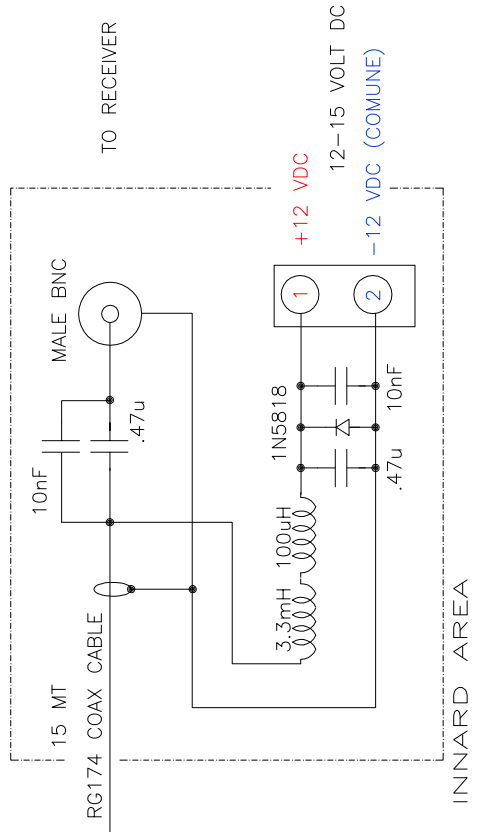 TO RECEIVER
MALE BNC
10nF
.47u
15 MT
RG174 COAX CABLE
+12 VDC
12-15 VOLT DC
-12 VDC (COMUNE)
1
2
1N5818
10nF
.47u
100uH
3.3mH
INNARD AREA